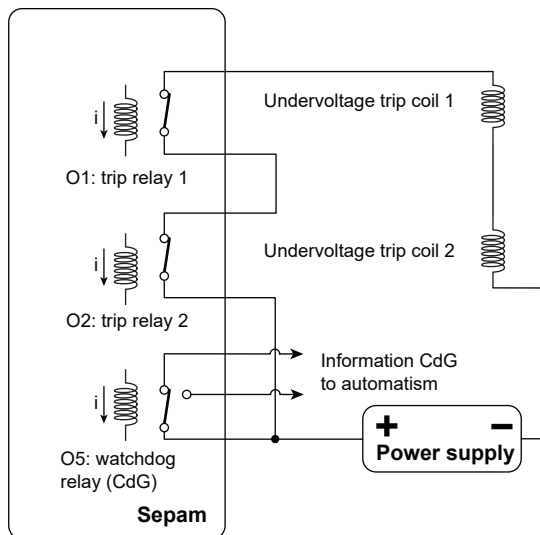 Undervoltage trip coil 1
i
O1: trip relay 1
Undervoltage trip coil 2
i
O2: trip relay 2
Information CdG
to automatism
i
+ −
Power supply
O5: watchdog
relay (CdG)
Sepam